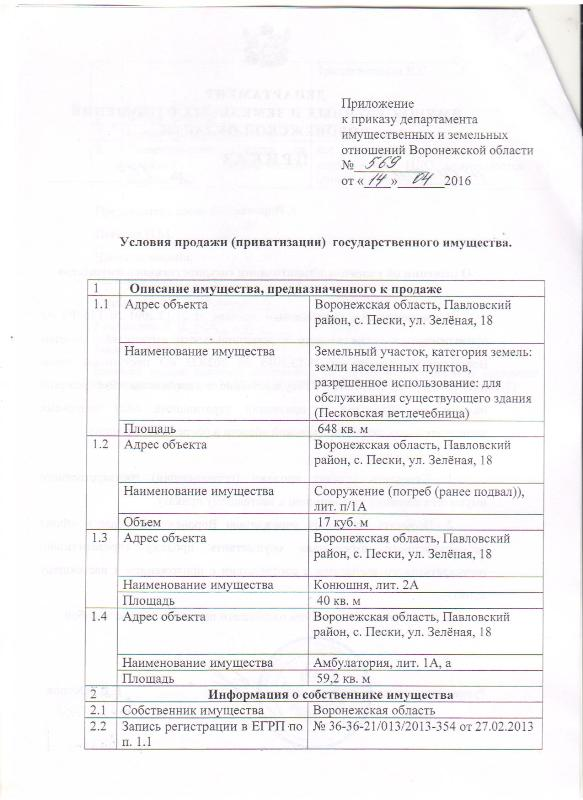 Приложение
к приказу департамента
имущественных и земельных
отношений Воронежской области
№ 569
от « 14 » 04 2016
Условия продажи (приватизации) государственного имущества.
1 Описание имущества, предназначенного к продаже
1.1 Адрес объекта Воронежская область, Павловский
район, с. Пески, ул. Зелёная, 18
Наименование имущества Земельный участок, категория земель:
земли населенных пунктов,
разрешенное использование: для
обслуживания существующего здания
(Песковская ветлечебница)
Площадь 648 кв. м
1.2 Адрес объекта Воронежская область, Павловский
район, с. Пески, ул. Зелёная, 18
Наименование имущества Сооружение (погреб (ранее подвал)),
лит. п/1А
Объем 17 куб. м
1.3 Адрес объекта Воронежская область, Павловский
район, с. Пески, ул. Зелёная, 18
Наименование имущества Конюшня, лит. 2А
Площадь 40 кв. м
1.4 Адрес объекта Воронежская область, Павловский
район, с. Пески, ул. Зелёная, 18
Наименование имущества Амбулатория, лит. 1А, а
Площадь 59,2 кв. м
2 Информация о собственнике имущества
2.1 Собственник имущества Воронежская область
2.2 Запись регистрации в ЕГРП по № 36-36-21/013/2013-354 от 27.02.2013
п. 1.1